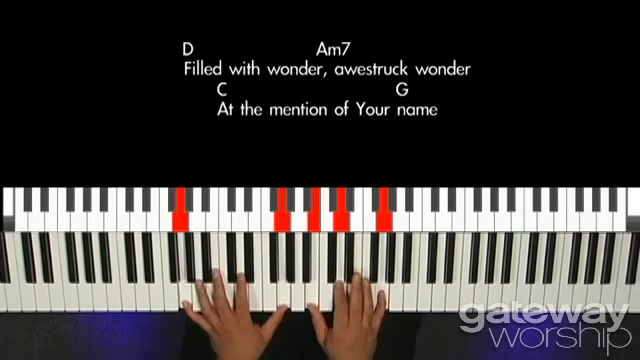 D Am7
Filled with wonder, awestruck wonder
C G
At the mention of Your name
gateway
worship